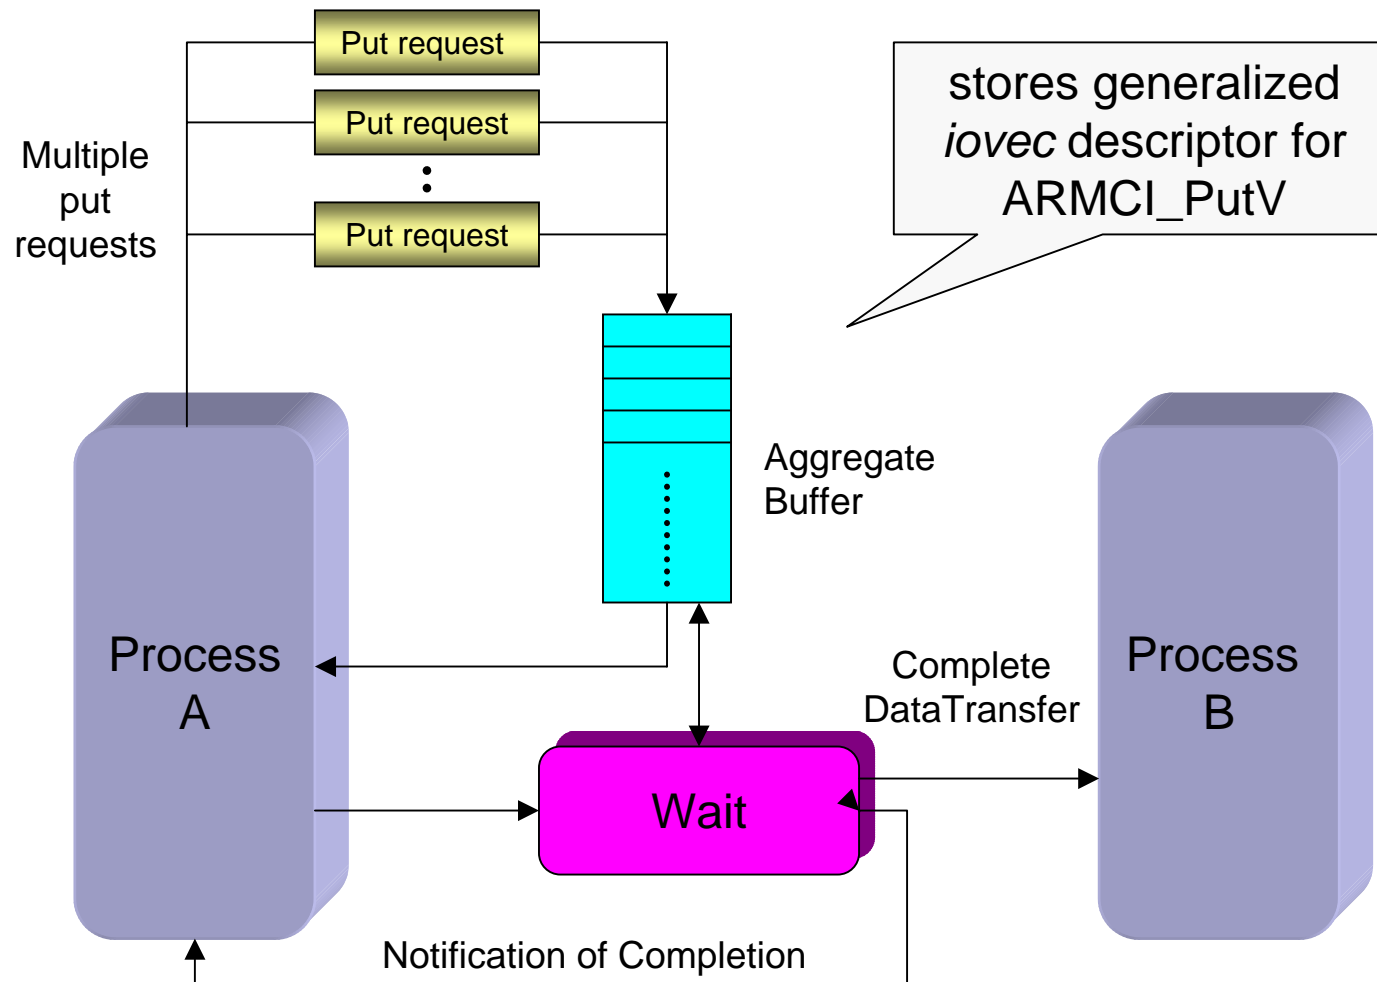 Put request
Put request
Put request
Multiple
put
requests
stores generalized
iovec descriptor for
ARMCI_PutV
Aggregate
Buffer
Process
A
Complete
DataTransfer
Process
B
Wait
Notification of Completion